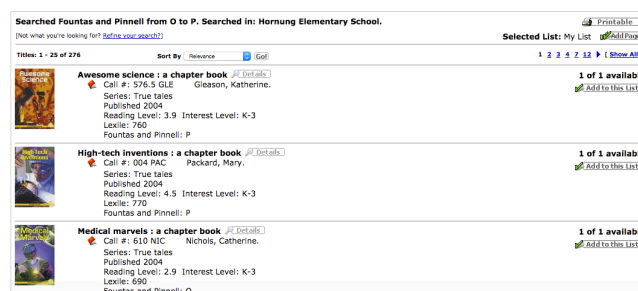 Searched Fountas and Pinnell from O to P. Searched in: Hornung Elementary School.
Printable
[Not what you're looking for? Refine your search?]
Selected List: My List Add Page
Titles: 1 - 25 of 276
Sort By Relevance Go!
1 2 3 4 7 12 [ Show All
Awesome Science
Awesome science : a chapter book Details
1 of 1 availab
Call #: 576.5 GLE Gleason, Katherine.
Add to this List
Series: True tales
Published 2004
Reading Level: 3.9 Interest Level: K-3
Lexile: 760
Fountas and Pinnell: P
High-Tech Inventions
High-tech inventions : a chapter book Details
1 of 1 availab
Call #: 004 PAC Packard, Mary.
Add to this List
Series: True tales
Published 2004
Reading Level: 4.5 Interest Level: K-3
Lexile: 770
Fountas and Pinnell: P
Medical Marvels
Medical marvels : a chapter book Details
1 of 1 availab
Call #: 610 NIC Nichols, Catherine.
Add to this List
Series: True tales
Published 2004
Reading Level: 2.9 Interest Level: K-3
Lexile: 690
Fountas and Pinnell: